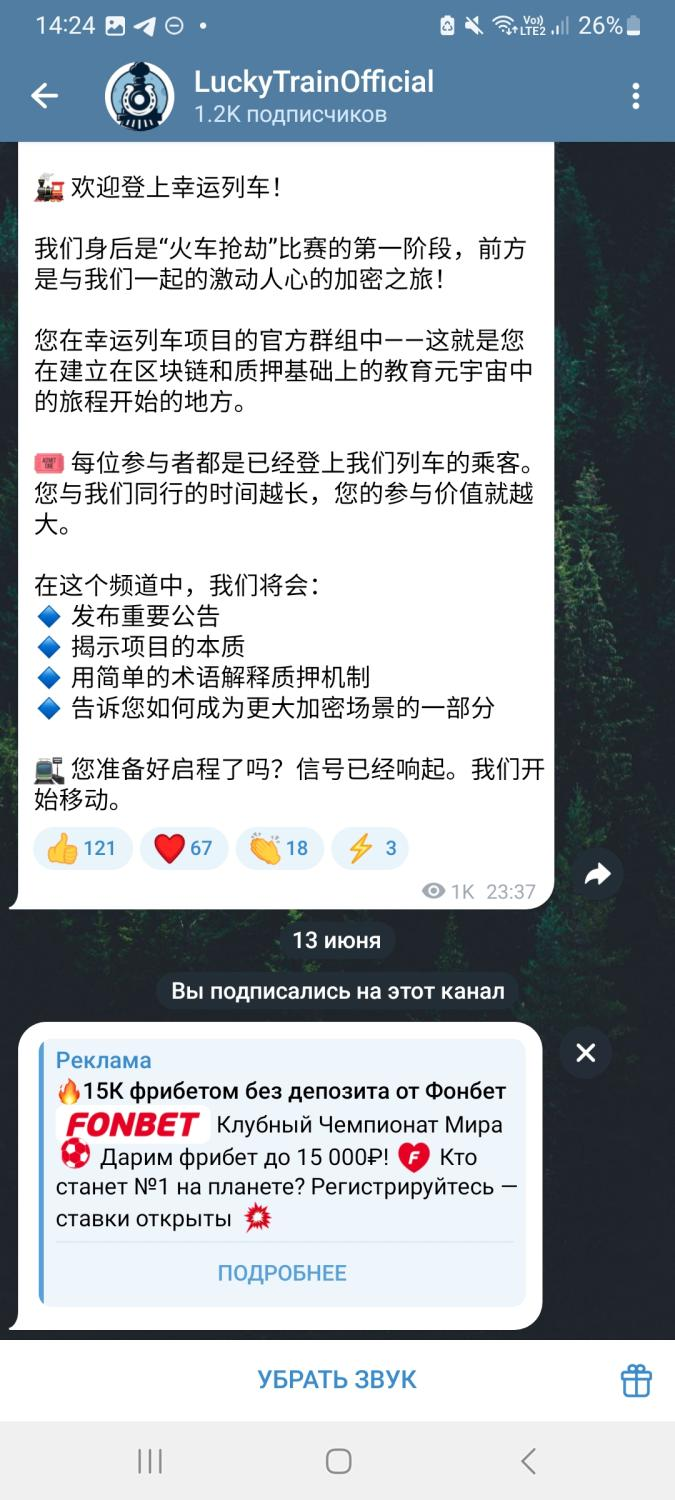 14:24
Vo))
LTE2
26%
LuckyTrainOfficial
1.2K подписчиков
🚂 欢迎登上幸运列车！
我们身后是“火车抢劫”比赛的第一阶段，前方
是与我们一起的激动人心的加密之旅！
您在幸运列车项目的官方群组中——这就是您
在建立在区块链和质押基础上的教育元宇宙中
的旅程开始的地方。
🎟 每位参与者都是已经登上我们列车的乘客。
您与我们同行的时间越长，您的参与价值就越
大。
在这个频道中，我们将会：
🔹 发布重要公告
🔹 揭示项目的本质
🔹 用简单的术语解释质押机制
🔹 告诉您如何成为更大加密场景的一部分
🚉 您准备好启程了吗？信号已经响起。我们开
始移动。
👍 121 ❤ 67 👏 18 ⚡ 3
1K 23:37
13 июня
Вы подписались на этот канал
Реклама
🔥15К фрибетом без депозита от Фонбет
FONBET Клубный Чемпионат Мира
⚽ Дарим фрибет до 15 000₽! F Кто
станет №1 на планете? Регистрируйтесь —
ставки открыты 💥
ПОДРОБНЕЕ
УБРАТЬ ЗВУК